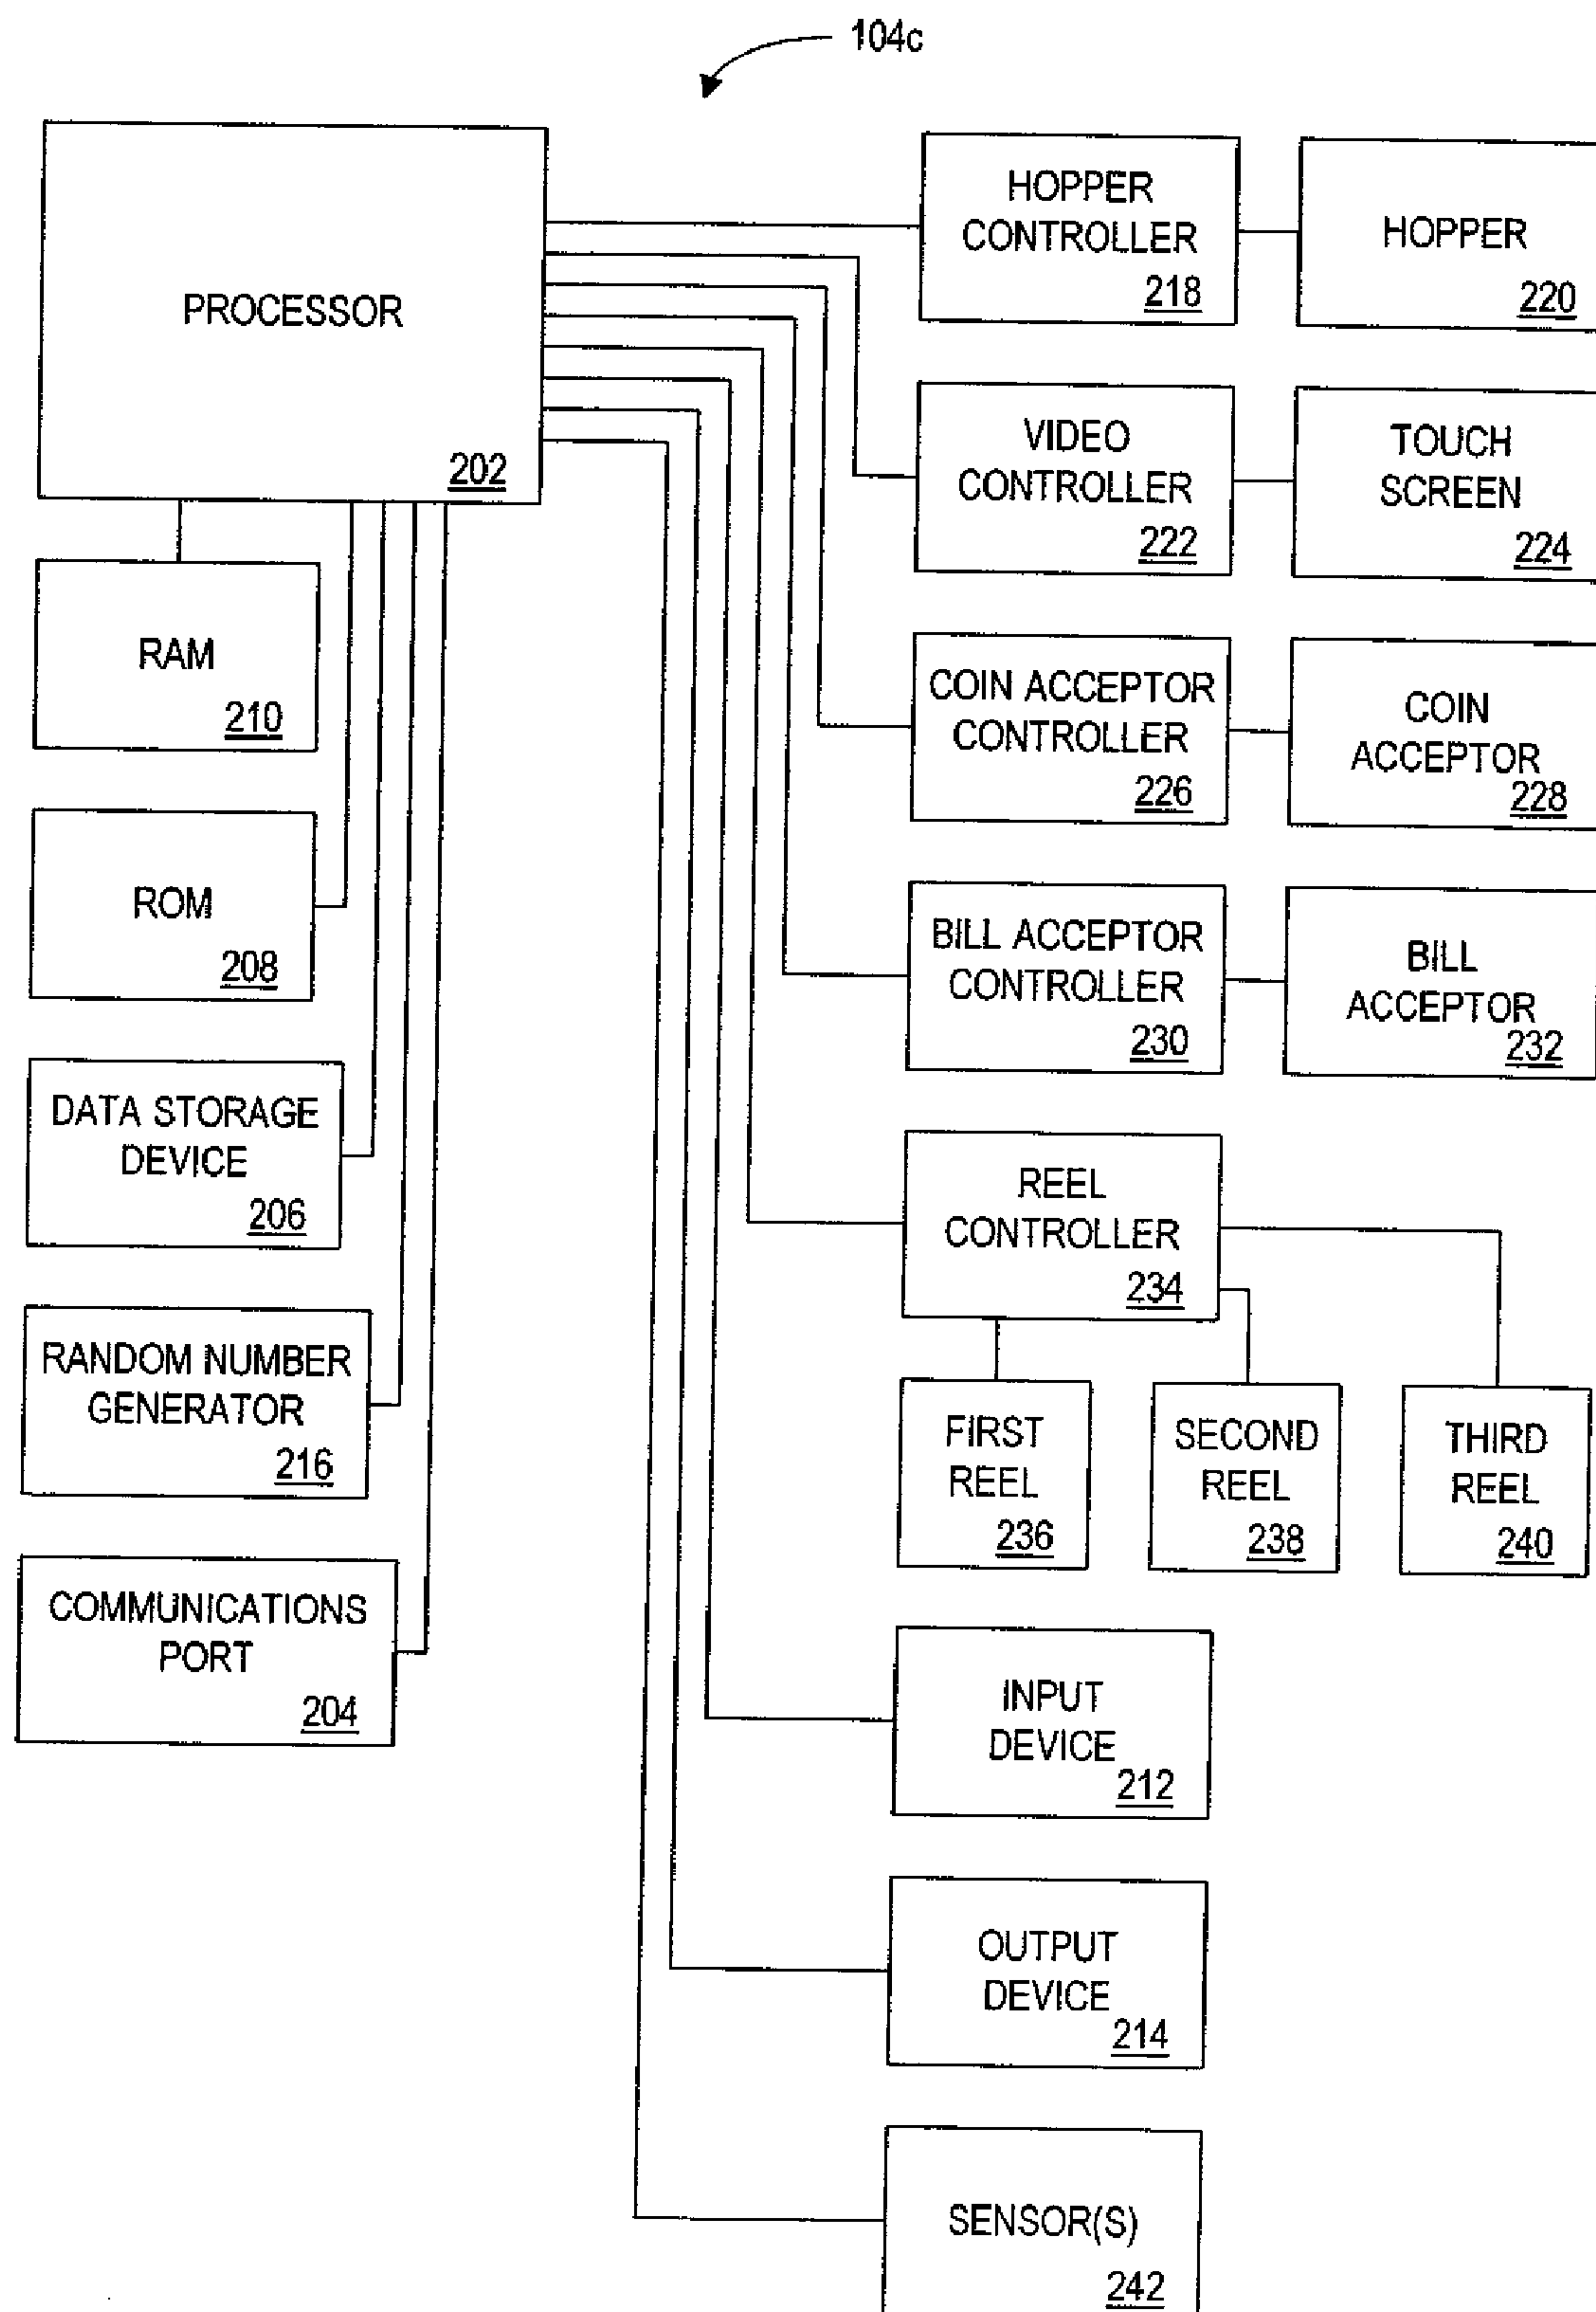 104c
PROCESSOR
202
RAM
210
ROM
208
DATA STORAGE
DEVICE
206
RANDOM NUMBER
GENERATOR
216
COMMUNICATIONS
PORT
204
HOPPER
CONTROLLER
218
HOPPER
220
VIDEO
CONTROLLER
222
TOUCH
SCREEN
224
COIN ACCEPTOR
CONTROLLER
226
COIN
ACCEPTOR
228
BILL ACCEPTOR
CONTROLLER
230
BILL
ACCEPTOR
232
REEL
CONTROLLER
234
FIRST
REEL
236
SECOND
REEL
238
THIRD
REEL
240
INPUT
DEVICE
212
OUTPUT
DEVICE
214
SENSOR(S)
242